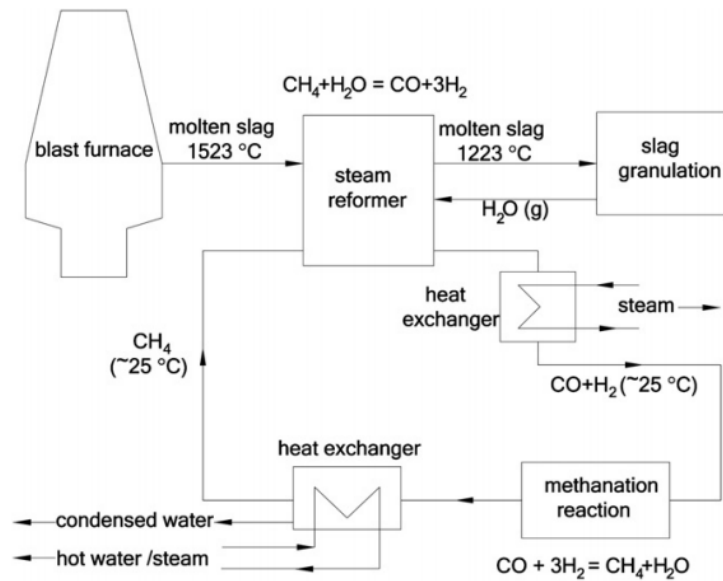 CH₄+H₂O = CO+3H₂
blast furnace
molten slag
1523 °C
steam
reformer
molten slag
1223 °C
slag
granulation
H₂O (g)
heat
exchanger
steam
CH₄
(~25 °C)
CO+H₂(~25 °C)
heat exchanger
methanation
reaction
condensed water
hot water /steam
CO + 3H₂ = CH₄+H₂O